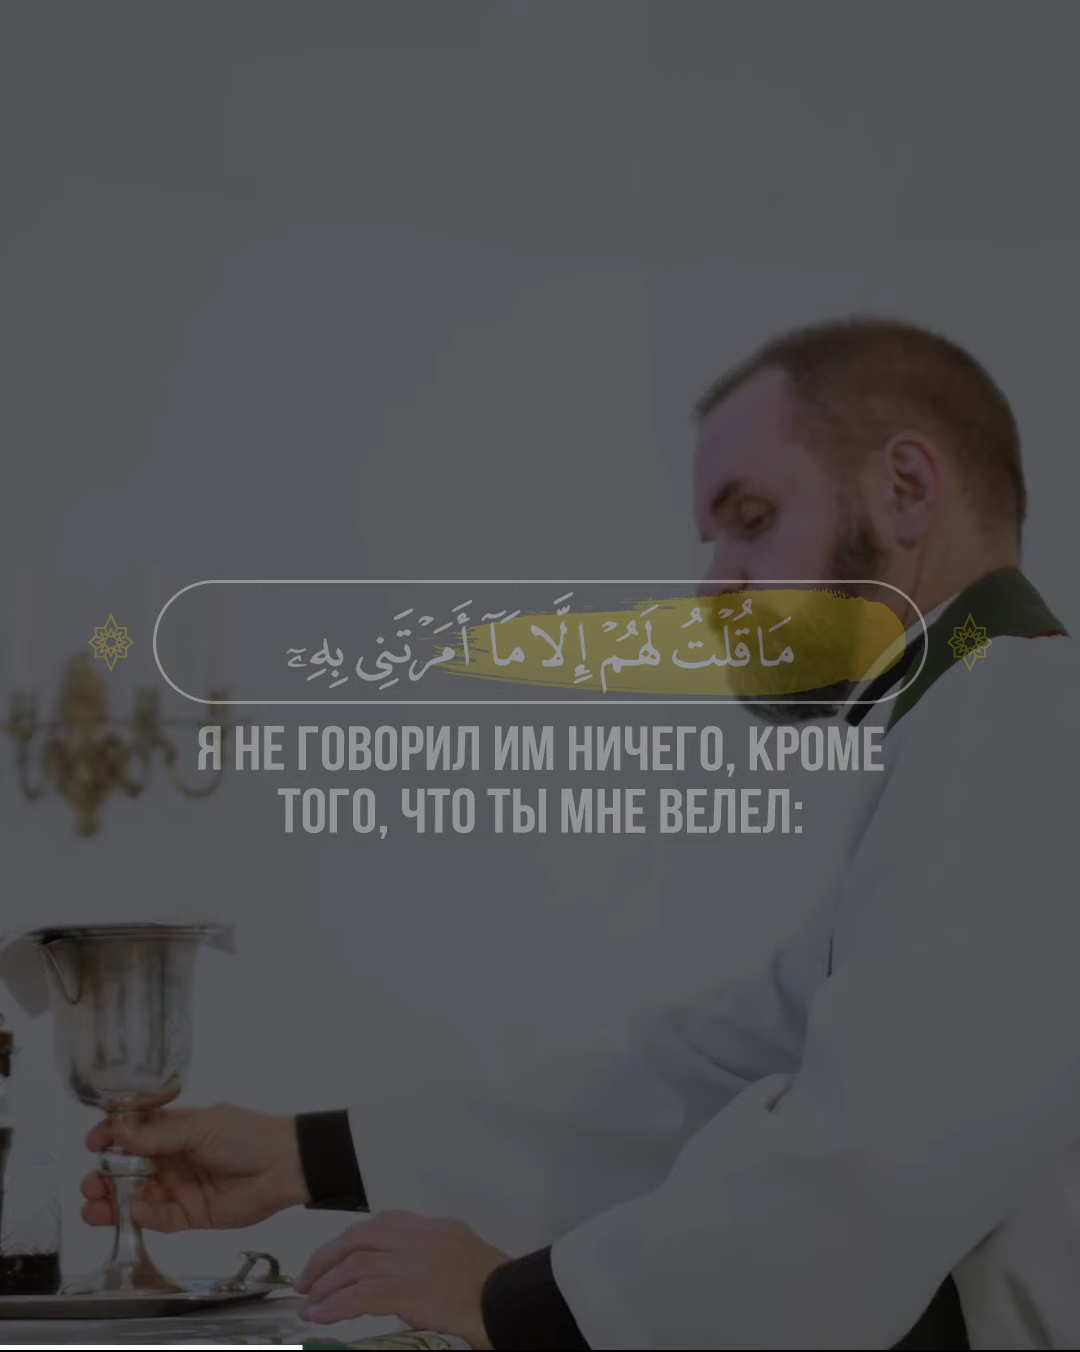 مَا قُلْتُ لَهُمْ إِلَّا مَآ أَمَرْتَنِى بِهِۦٓ
Я НЕ ГОВОРИЛ ИМ НИЧЕГО, КРОМЕ
ТОГО, ЧТО ТЫ МНЕ ВЕЛЕЛ: